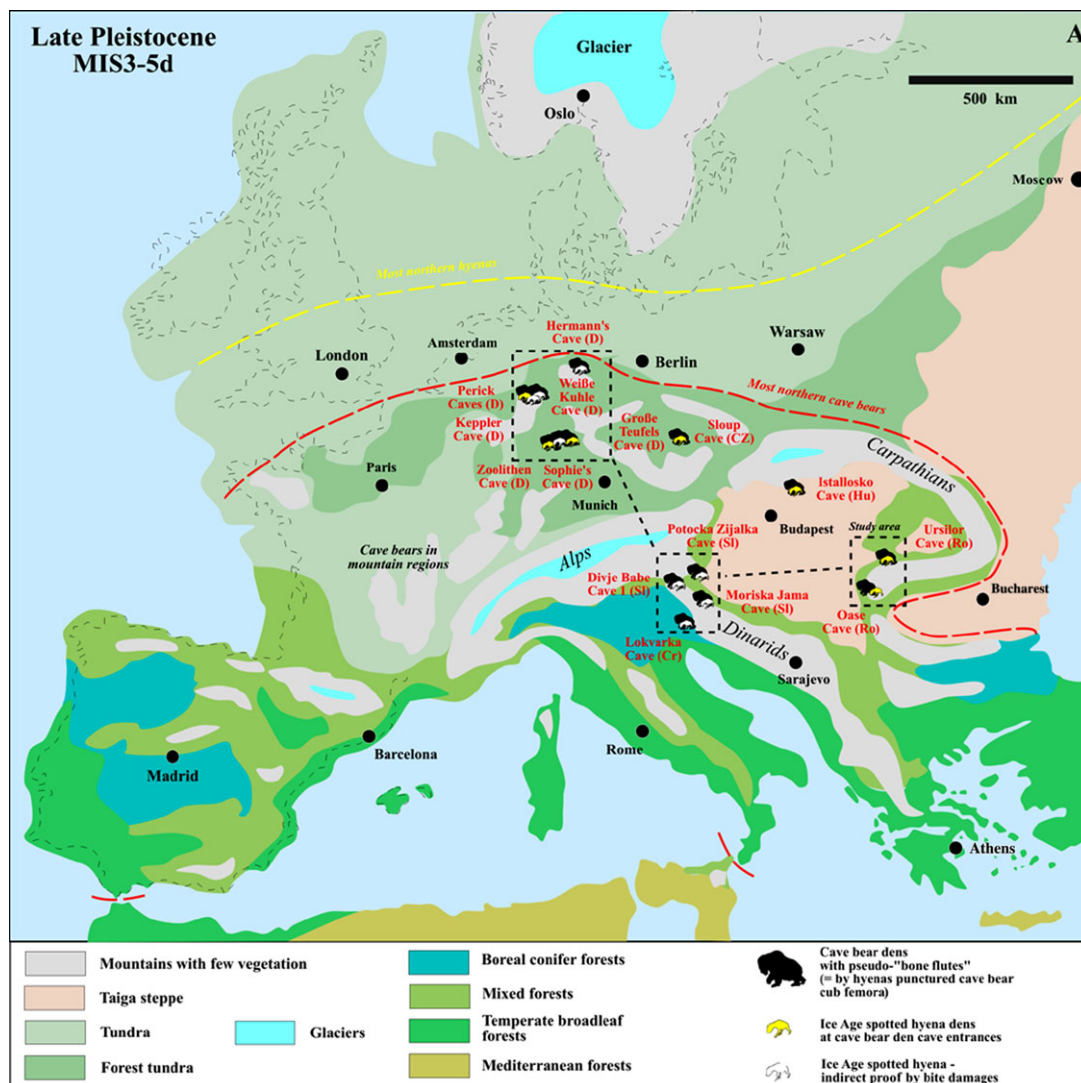 Late Pleistocene
MIS3-5d
Glacier
A
500 km
Oslo
Moscow
Most northern hyenas
Hermann's
Cave (D)
Warsaw
London
Amsterdam
Berlin
Perick
Caves (D)
Weiße
Kuhle
Cave (D)
Most northern cave bears
Keppler
Cave (D)
Große
Teufels
Cave (D)
Sloup
Cave (CZ)
Carpathians
Paris
Zoolithen
Cave (D)
Sophie's
Cave (D)
Munich
Istallosko
Cave (Hu)
Budapest
Study area
Ursilor
Cave (Ro)
Potocka Zijalka
Cave (Sl)
Cave bears in
mountain regions
Alps
Divje Babe
Cave 1 (Sl)
Moriska Jama
Cave (Sl)
Bucharest
Oase
Cave (Ro)
Lokvarka
Cave (Cr)
Dinarids
Sarajevo
Barcelona
Rome
Madrid
Athens
Mountains with few vegetation
Taiga steppe
Tundra
Forest tundra
Glaciers
Boreal conifer forests
Mixed forests
Temperate broadleaf
forests
Mediterranean forests
Cave bear dens
with pseudo-"bone flutes"
(= by hyenas punctured cave bear
cub femora)
Ice Age spotted hyena dens
at cave bear den cave entrances
Ice Age spotted hyena -
indirect proof by bite damages